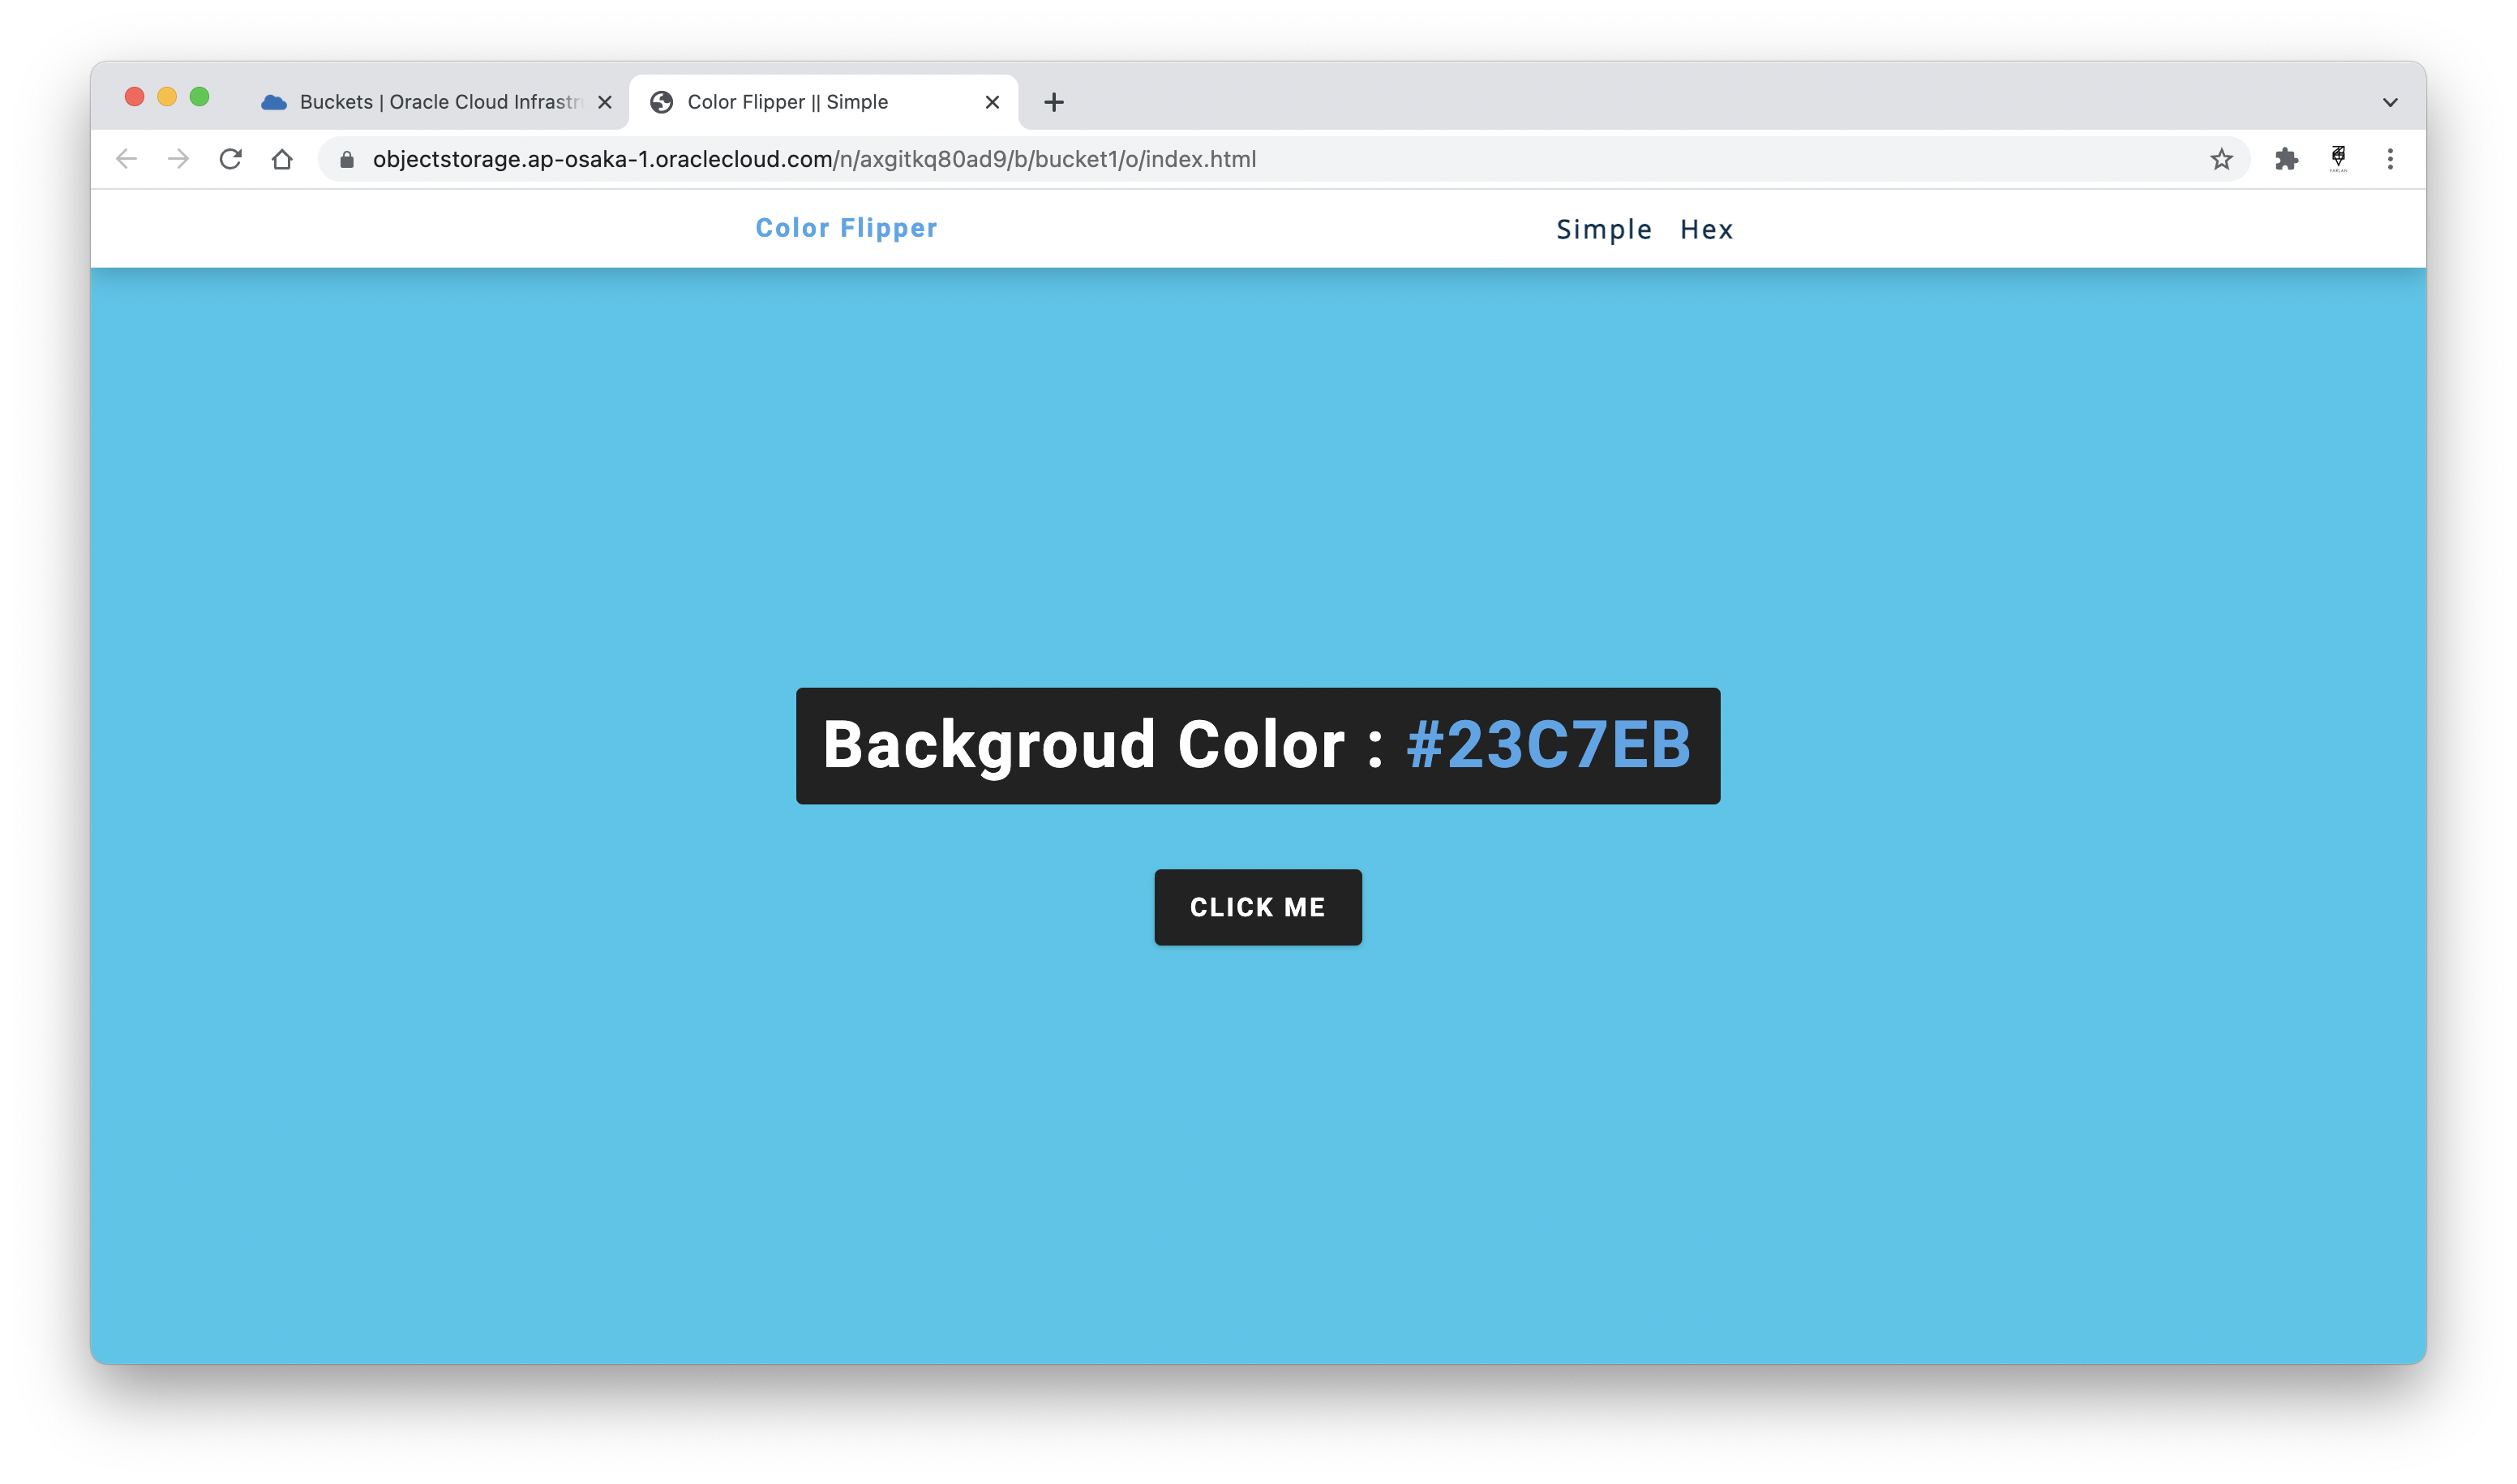 Buckets | Oracle Cloud Infrastr
Color Flipper || Simple
objectstorage.ap-osaka-1.oraclecloud.com/n/axgitkq80ad9/b/bucket1/o/index.html
Color Flipper
Simple Hex
Backgroud Color : #23C7EB
CLICK ME